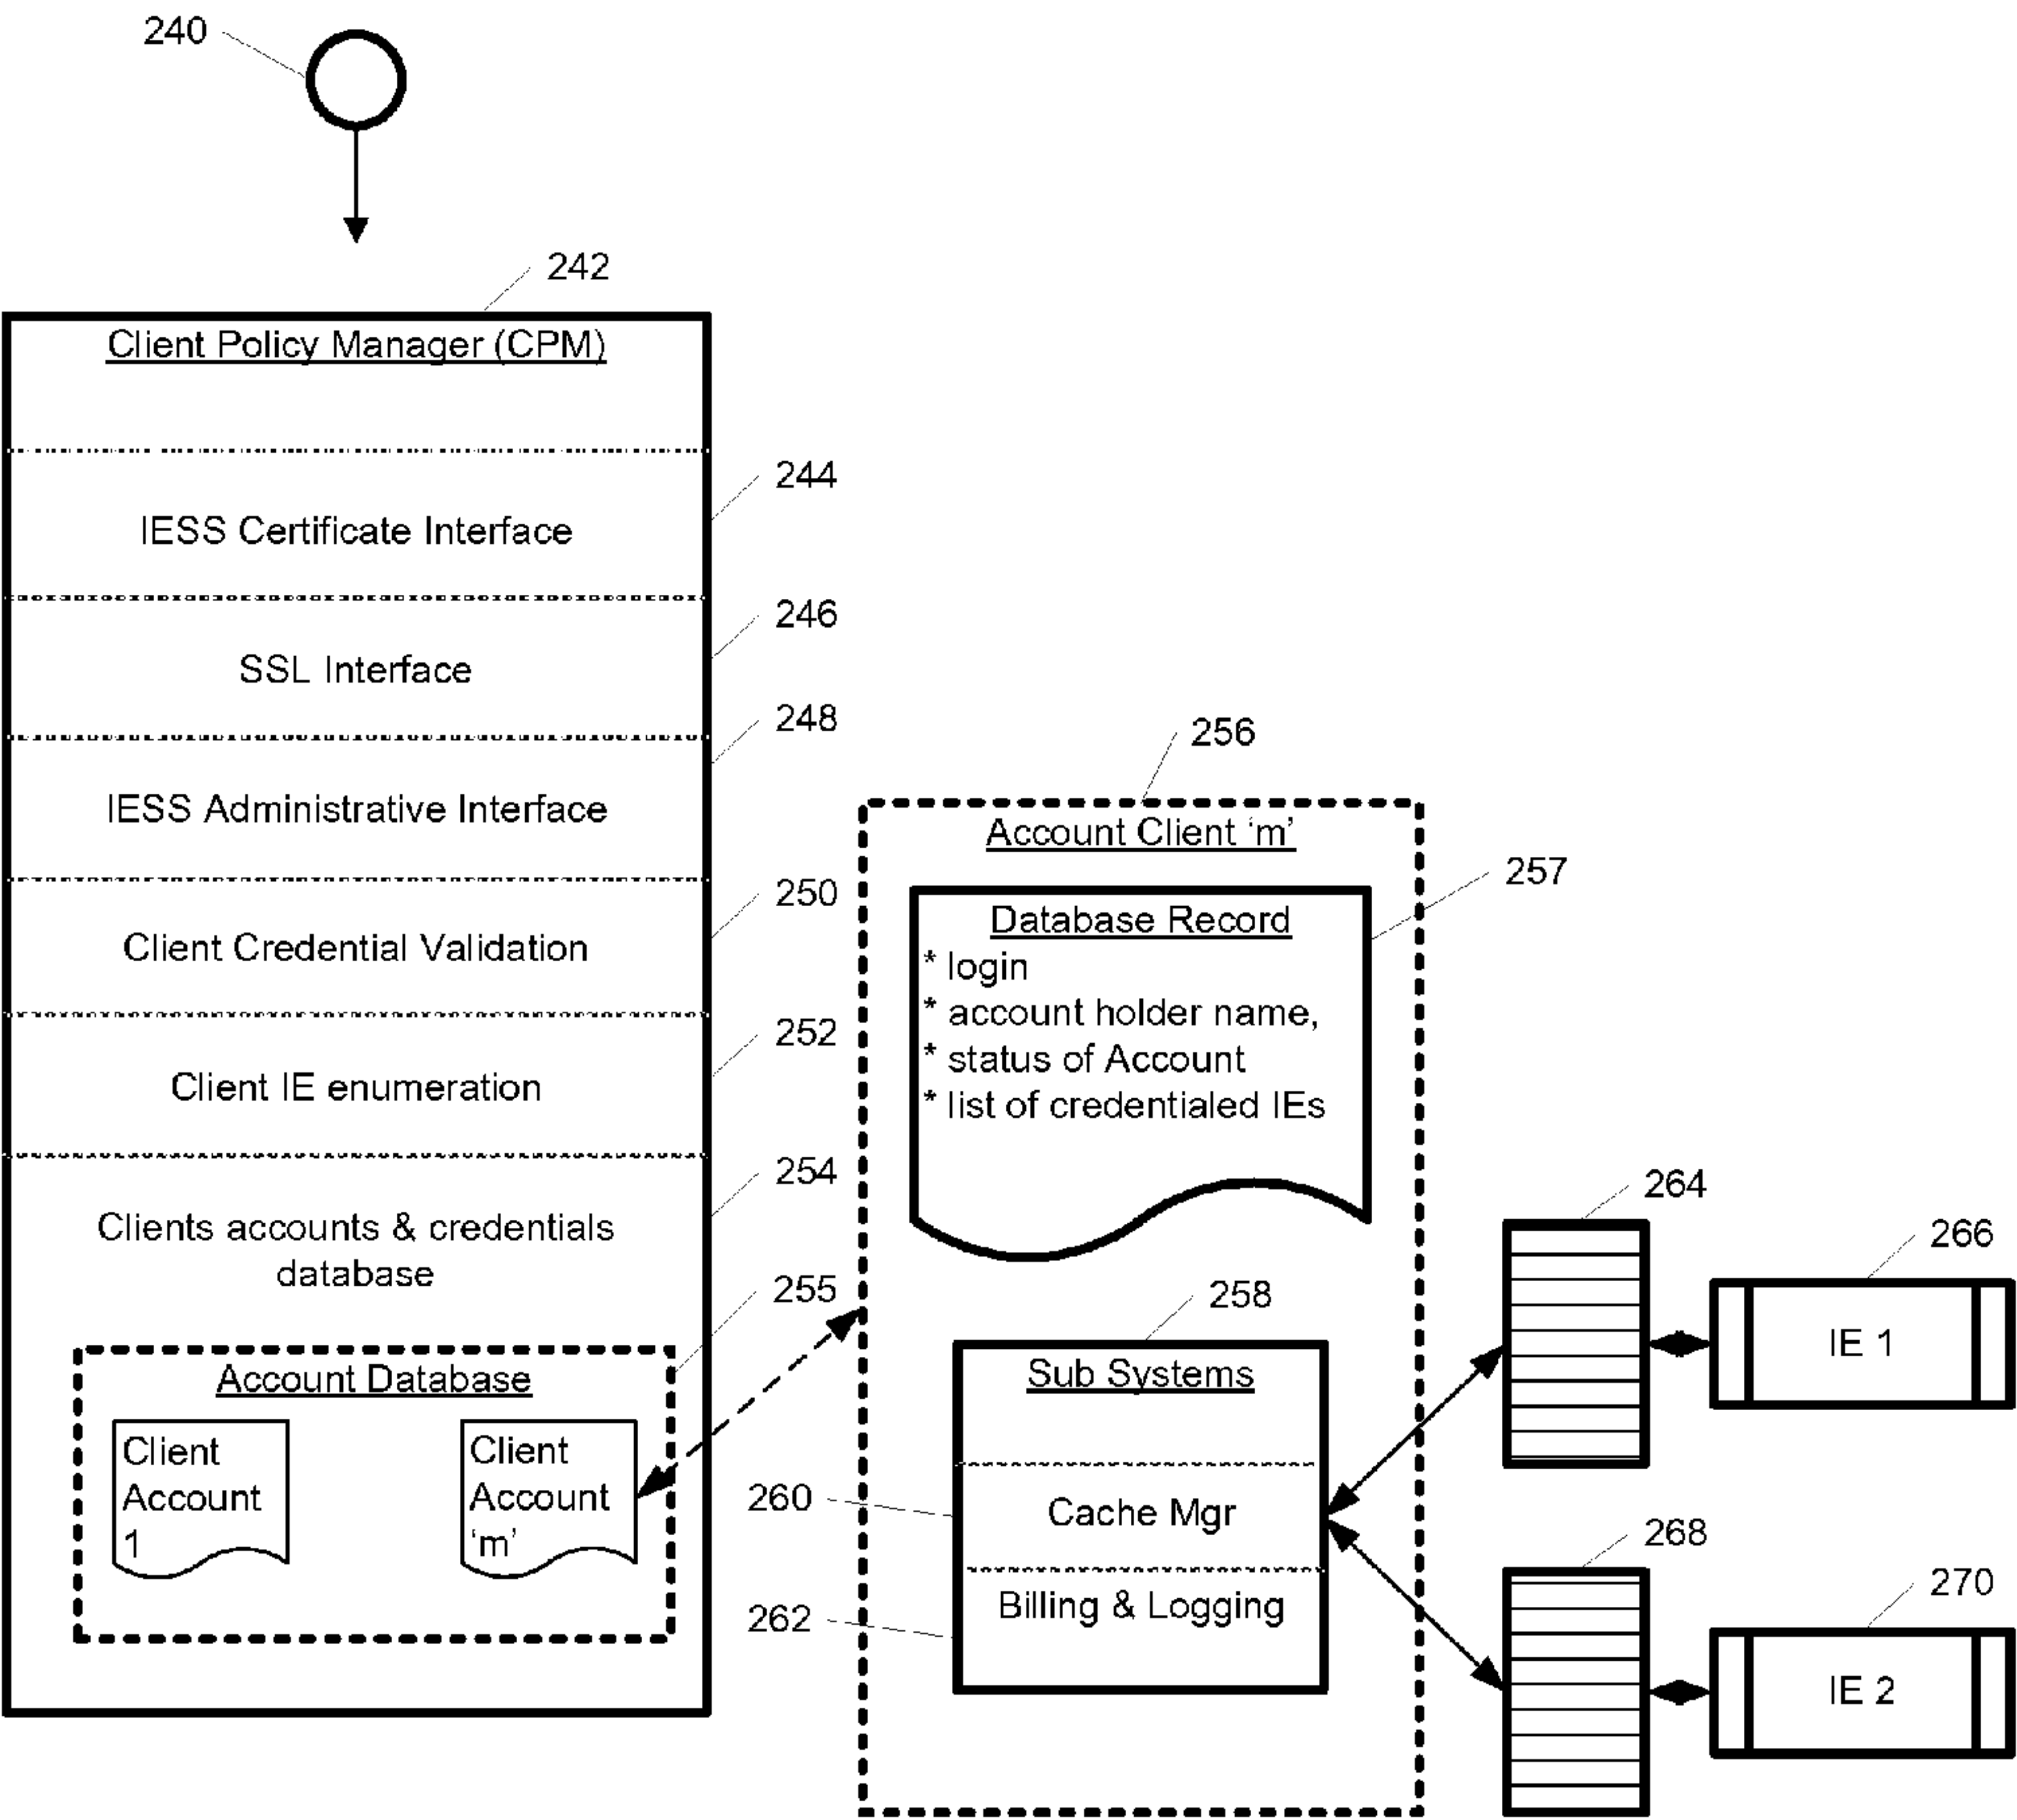 240
242
Client Policy Manager (CPM)
244
IESS Certificate Interface
246
SSL Interface
248
IESS Administrative Interface
250
Client Credential Validation
252
Client IE enumeration
254
Clients accounts & credentials
database
255
Account Database
Client
Account
1
Client
Account
‘m’
256
Account Client ‘m’
257
Database Record
* login
* account holder name,
* status of Account
* list of credentialed IEs
258
Sub Systems
260
Cache Mgr
262
Billing & Logging
264
266
IE 1
268
270
IE 2